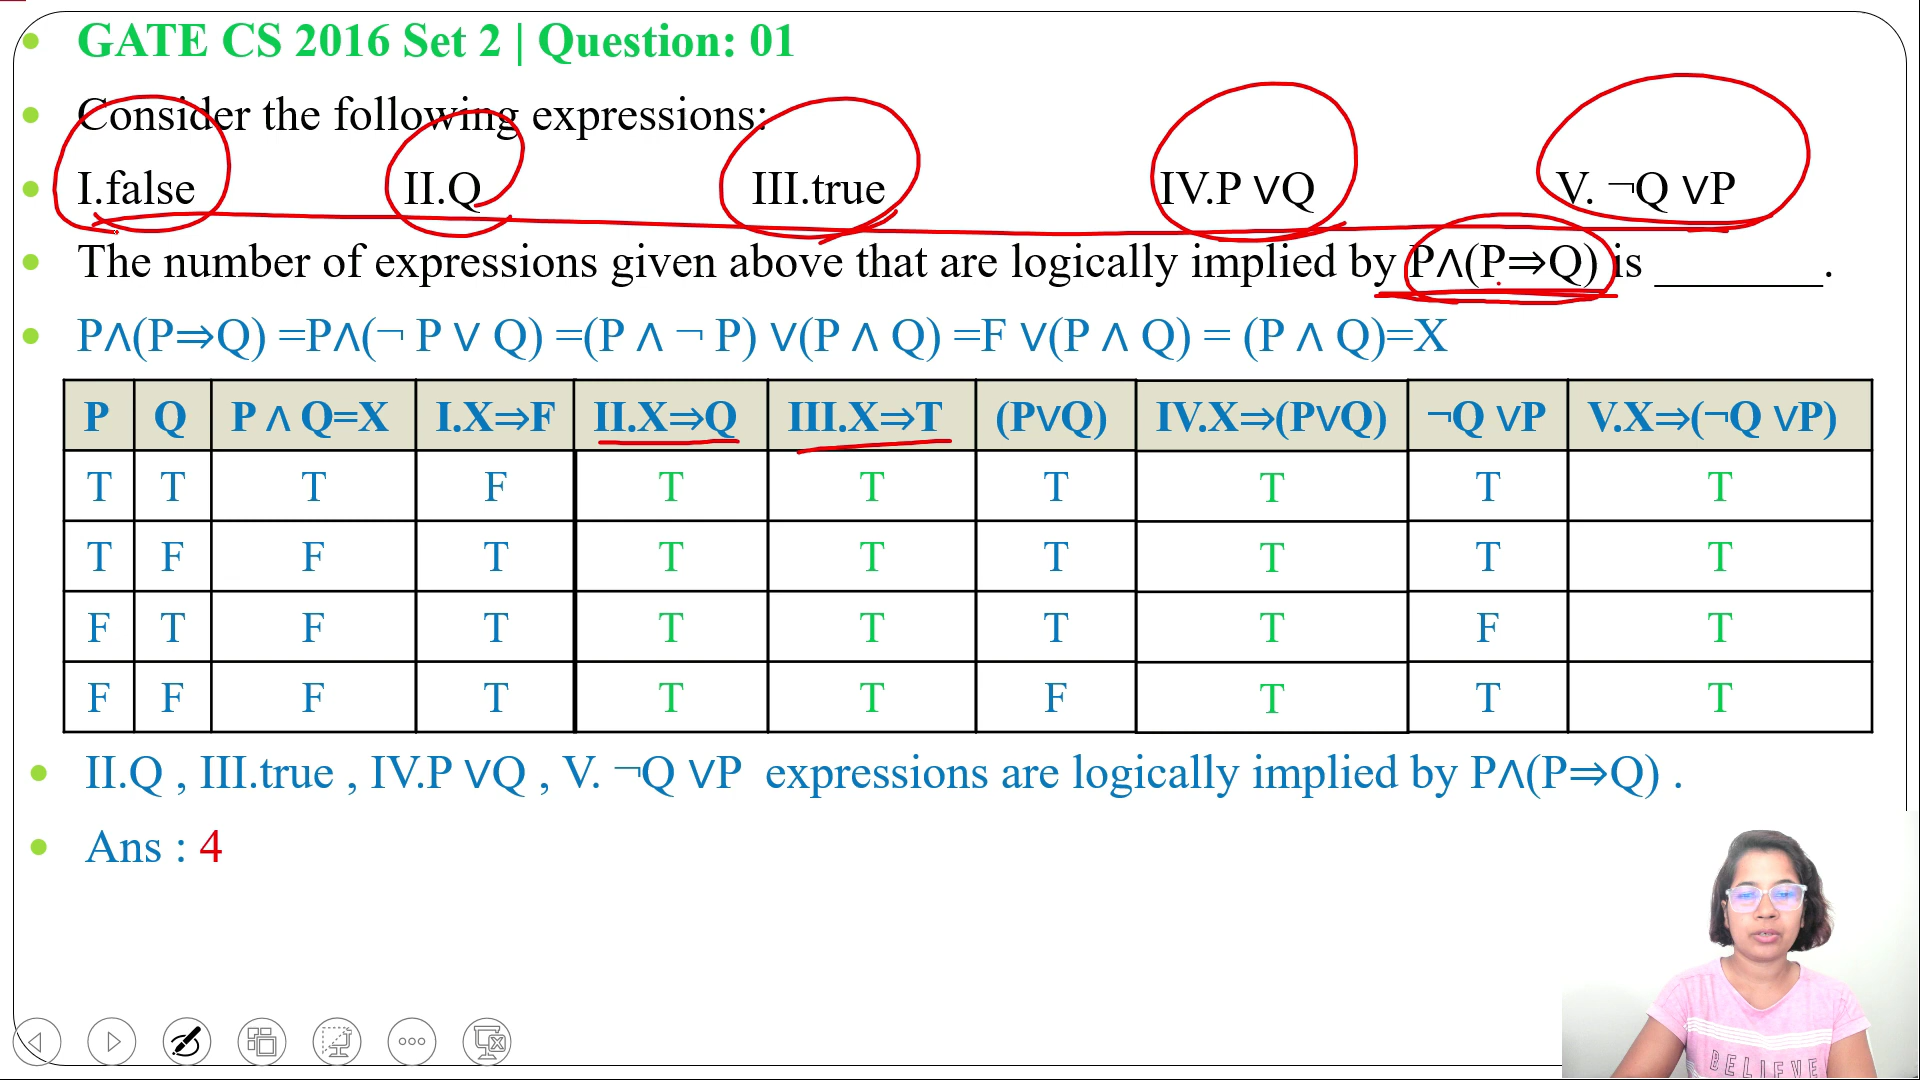 GATE CS 2016 Set 2 | Question: 01
Consider the following expressions:
I.false II.Q III.true IV.P ∨Q V. ¬Q ∨P
The number of expressions given above that are logically implied by P∧(P⇒Q) is _______ .
P∧(P⇒Q) =P∧(¬ P ∨ Q) =(P ∧ ¬ P) ∨(P ∧ Q) =F ∨(P ∧ Q) = (P ∧ Q)=X
P Q P ∧ Q=X I.X⇒F II.X⇒Q III.X⇒T (P∨Q) IV.X⇒(P∨Q) ¬Q ∨P V.X⇒(¬Q ∨P)
T T T F T T T T T T
T F F T T T T T T T
F T F T T T T T F T
F F F T T T F T T T
II.Q , III.true , IV.P ∨Q , V. ¬Q ∨P expressions are logically implied by P∧(P⇒Q) .
Ans : 4
BELIEVE